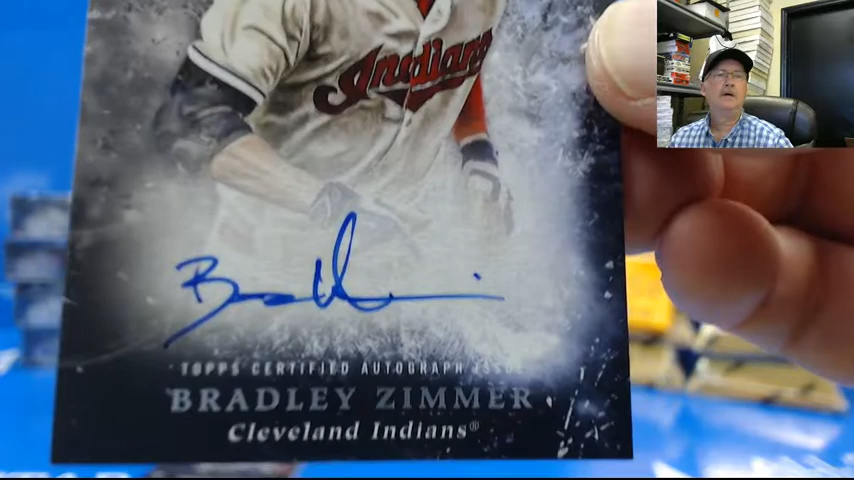 Indians
TOPPS CERTIFIED AUTOGRAPH ISSUE
BRADLEY ZIMMER
Cleveland Indians®